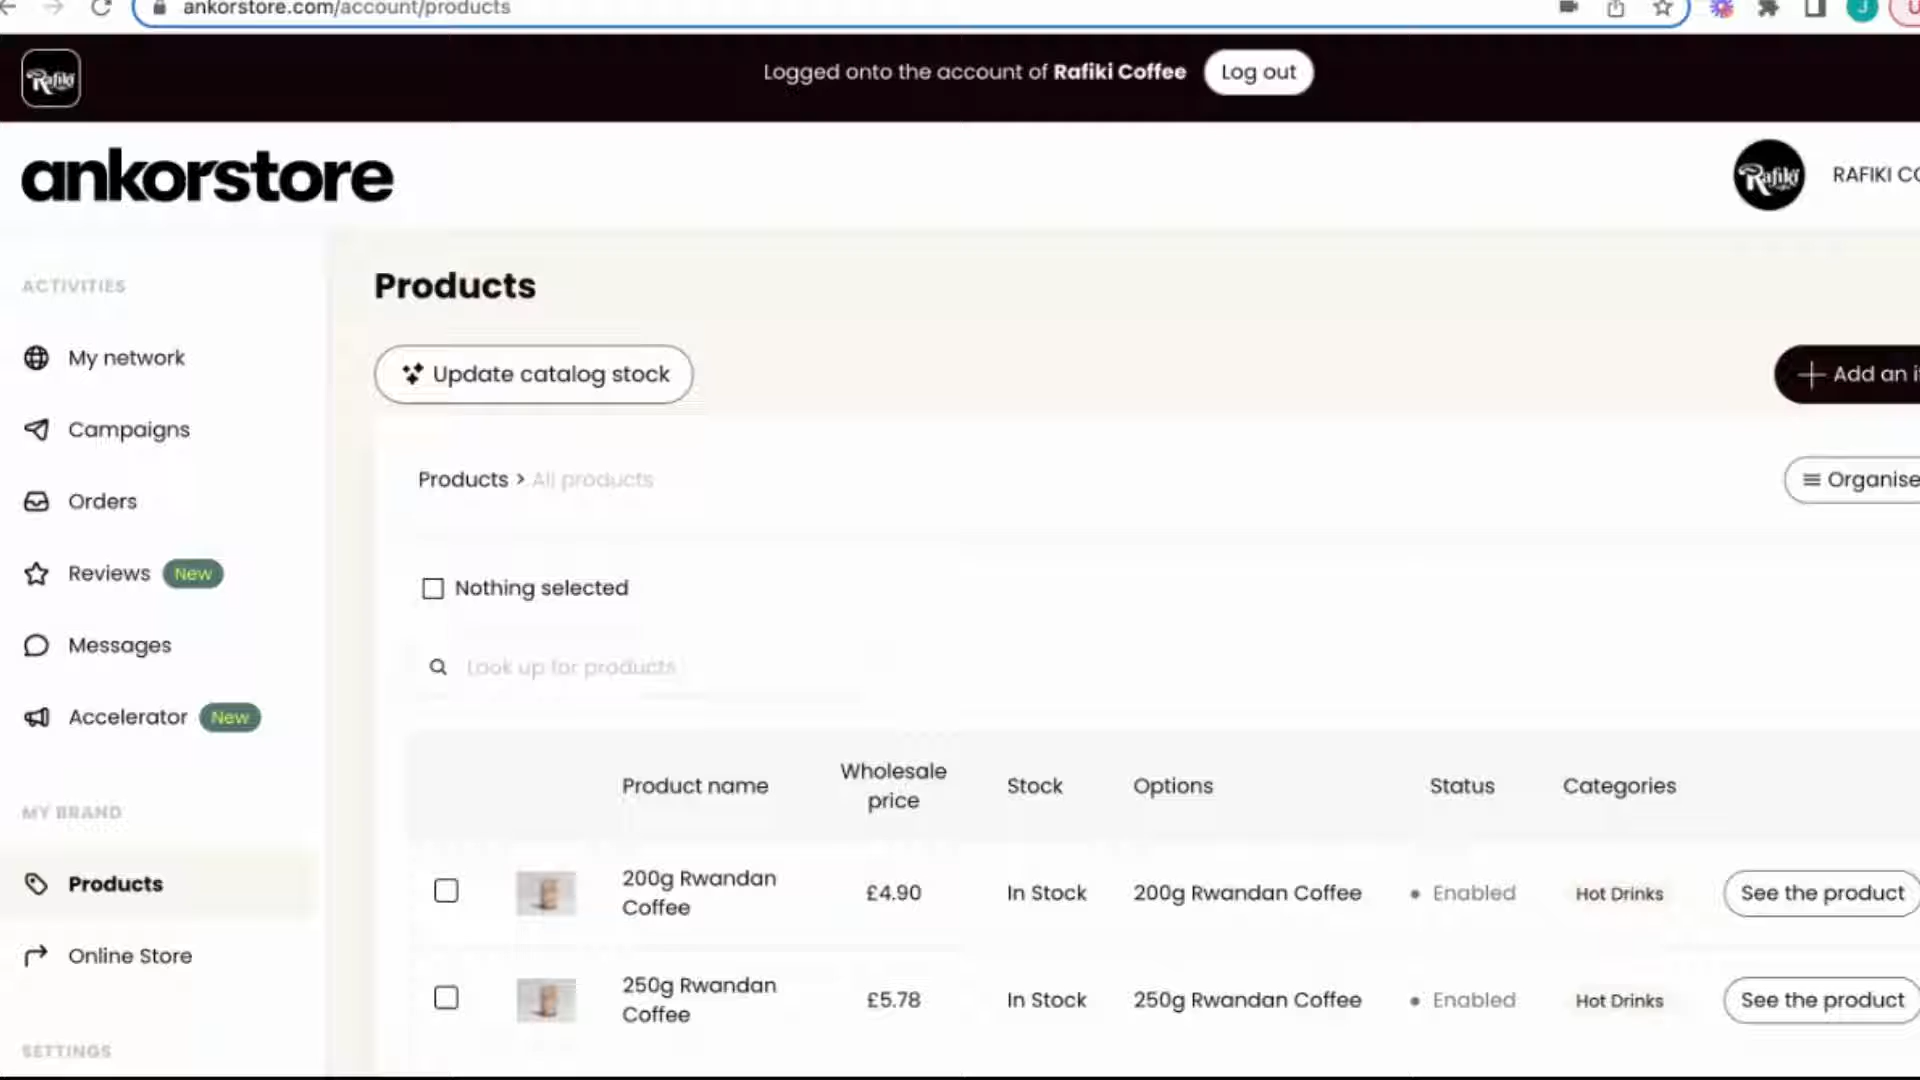 ankorstore.com/account/products
J
Rafiki
Logged onto the account of Rafiki Coffee
Log out
ankorstore
Rafiki
RAFIKI CO
ACTIVITIES
My network
Campaigns
Orders
Reviews New
Messages
Accelerator New
MY BRAND
Products
Online Store
SETTINGS
Products
Update catalog stock
Add an i
Products > All products
Organise
Nothing selected
Look up for products
Product name Wholesale price Stock Options Status Categories
200g Rwandan Coffee £4.90 In Stock 200g Rwandan Coffee Enabled Hot Drinks See the product
250g Rwandan Coffee £5.78 In Stock 250g Rwandan Coffee Enabled Hot Drinks See the product